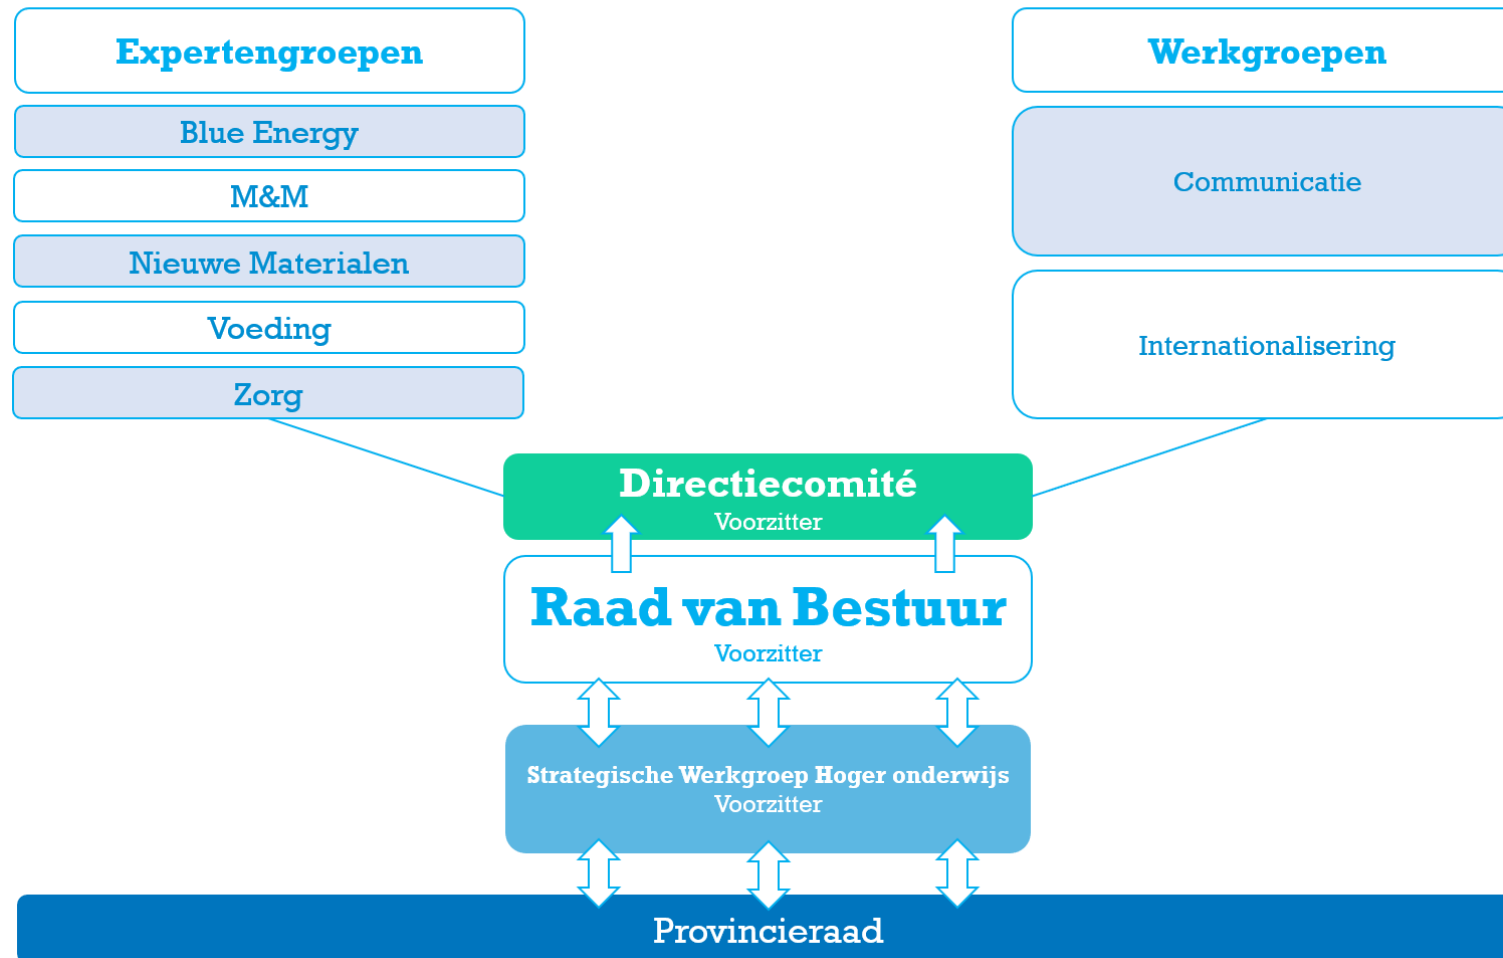 Expertengroepen
Blue Energy
M&M
Nieuwe Materialen
Voeding
Zorg
Werkgroepen
Communicatie
Internationalisering
Directiecomité
Voorzitter
Raad van Bestuur
Voorzitter
Strategische Werkgroep Hoger onderwijs
Voorzitter
Provincieraad